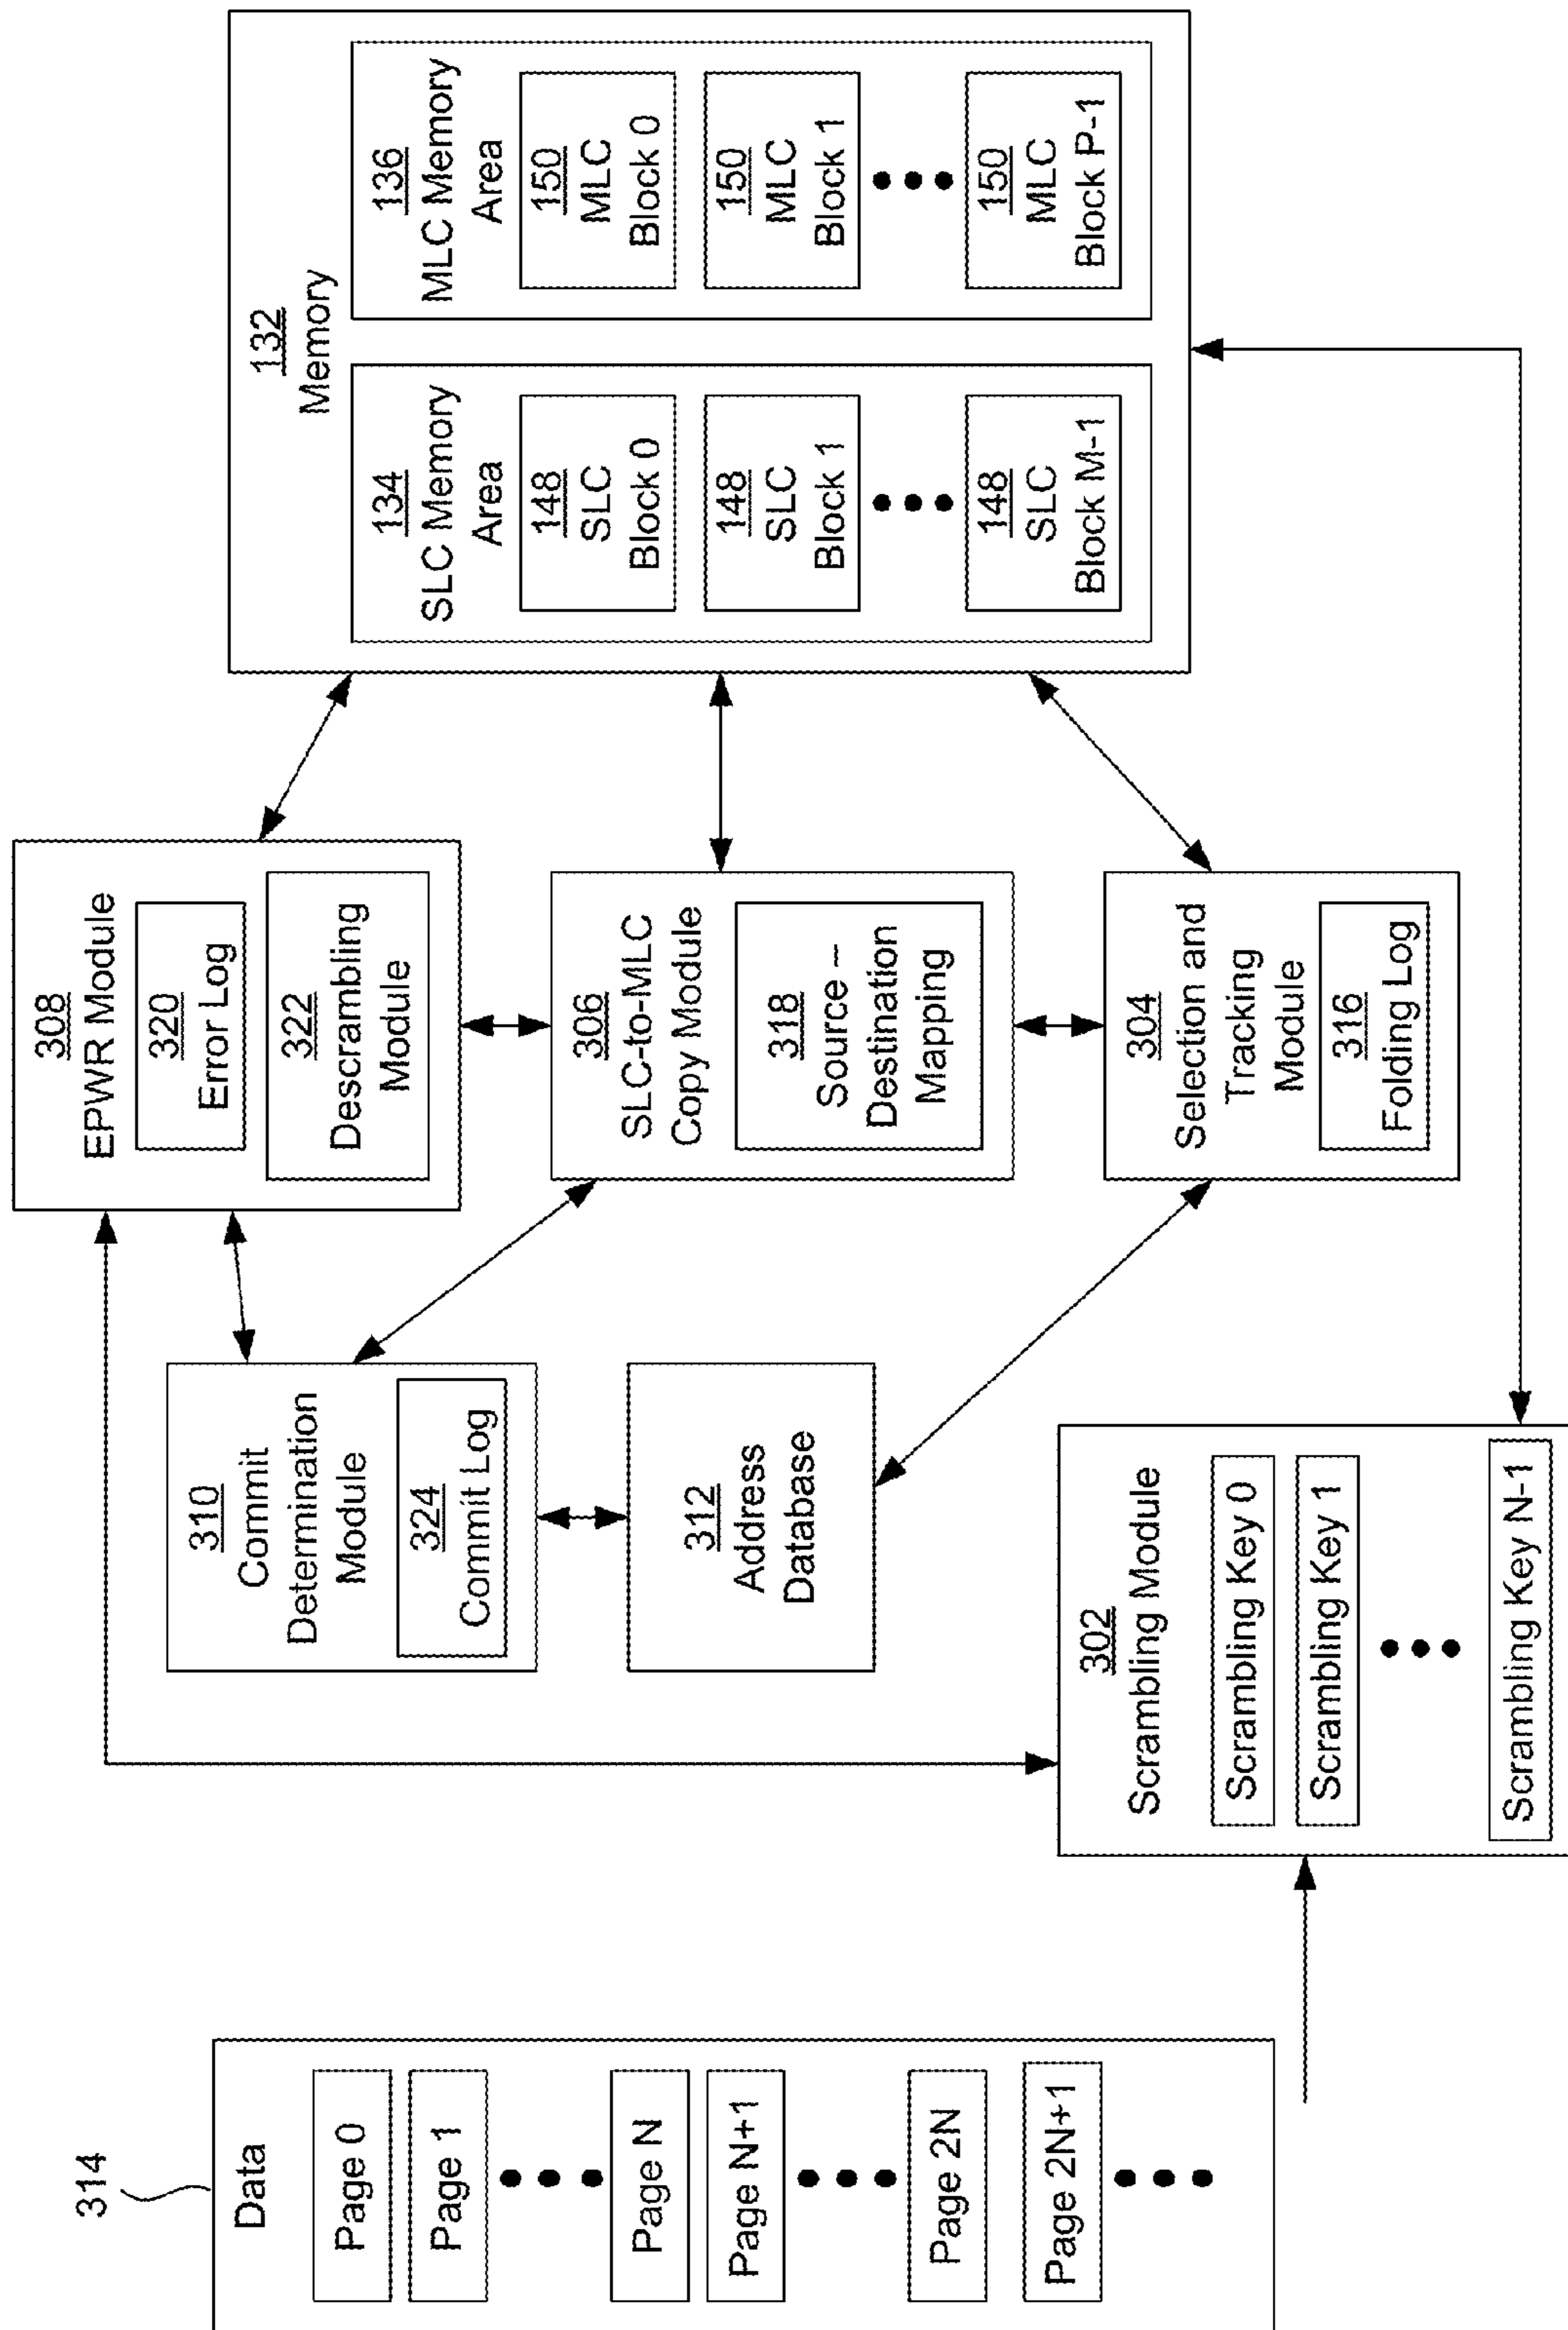 314
Data
Page 0
Page 1
Page N
Page N+1
Page 2N
Page 2N+1
302
Scrambling Module
Scrambling Key 0
Scrambling Key 1
Scrambling Key N-1
310
Commit
Determination
Module
324
Commit Log
312
Address
Database
308
EPWR Module
320
Error Log
322
Descrambling
Module
306
SLC-to-MLC
Copy Module
318
Source –
Destination
Mapping
304
Selection and
Tracking
Module
316
Folding Log
132
Memory
134
SLC Memory
Area
148
SLC
Block 0
148
SLC
Block 1
148
SLC
Block M-1
136
MLC Memory
Area
150
MLC
Block 0
150
MLC
Block 1
150
MLC
Block P-1